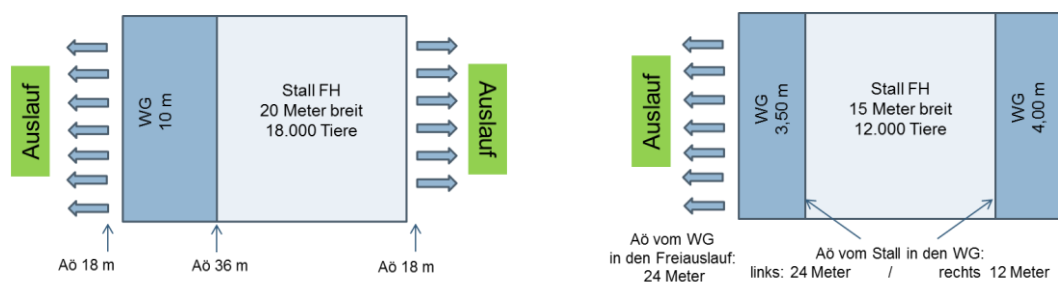 Auslauf
WG
10 m
Stall FH
20 Meter breit
18.000 Tiere
Auslauf
Aö 18 m
Aö 36 m
Aö 18 m
Auslauf
WG
3,50 m
Stall FH
15 Meter breit
12.000 Tiere
WG
4,00 m
Aö vom WG
in den Freiauslauf:
24 Meter
Aö vom Stall in den WG:
links: 24 Meter / rechts 12 Meter